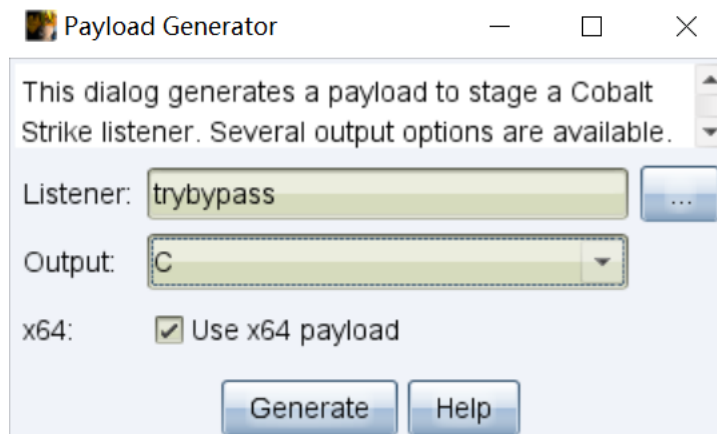 Payload Generator
This dialog generates a payload to stage a Cobalt
Strike listener. Several output options are available.
Listener: trybypass ...
Output: C
x64: Use x64 payload
Generate Help